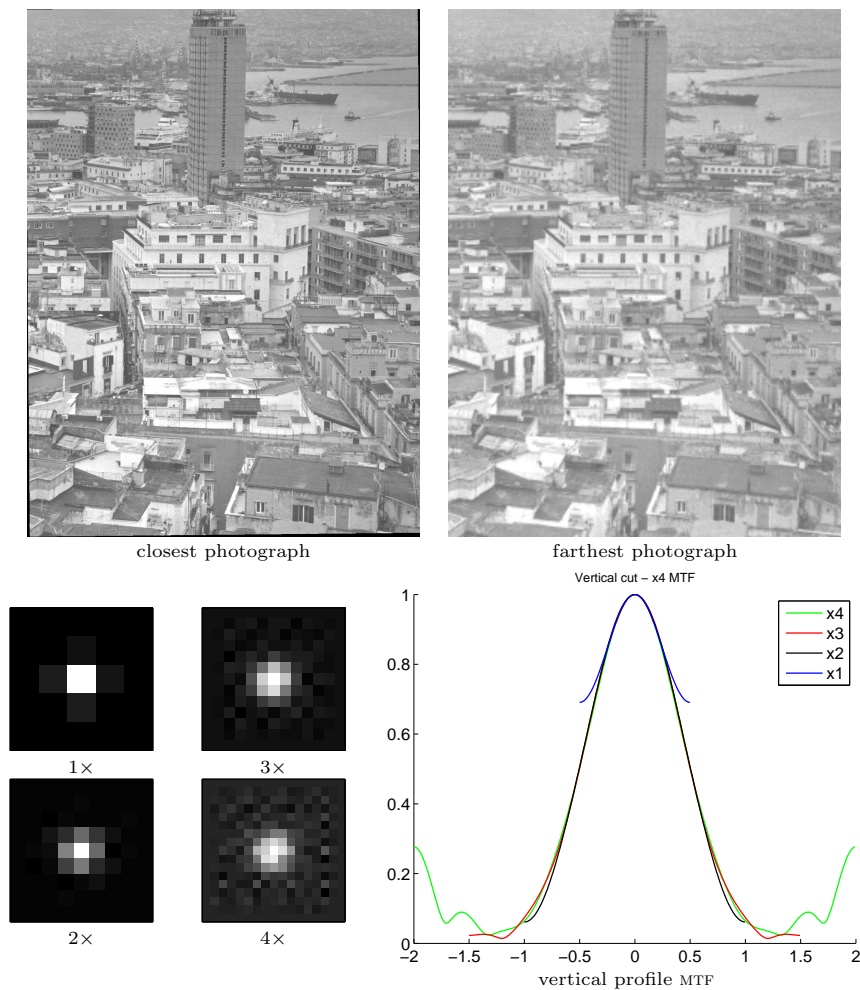 closest photograph
farthest photograph
Vertical cut – x4 MTF
x4
x3
x2
x1
1
0.8
0.6
0.4
0.2
0
−2
−1.5
−1
−0.5
0
0.5
1
1.5
2
vertical profile MTF
1×
3×
2×
4×